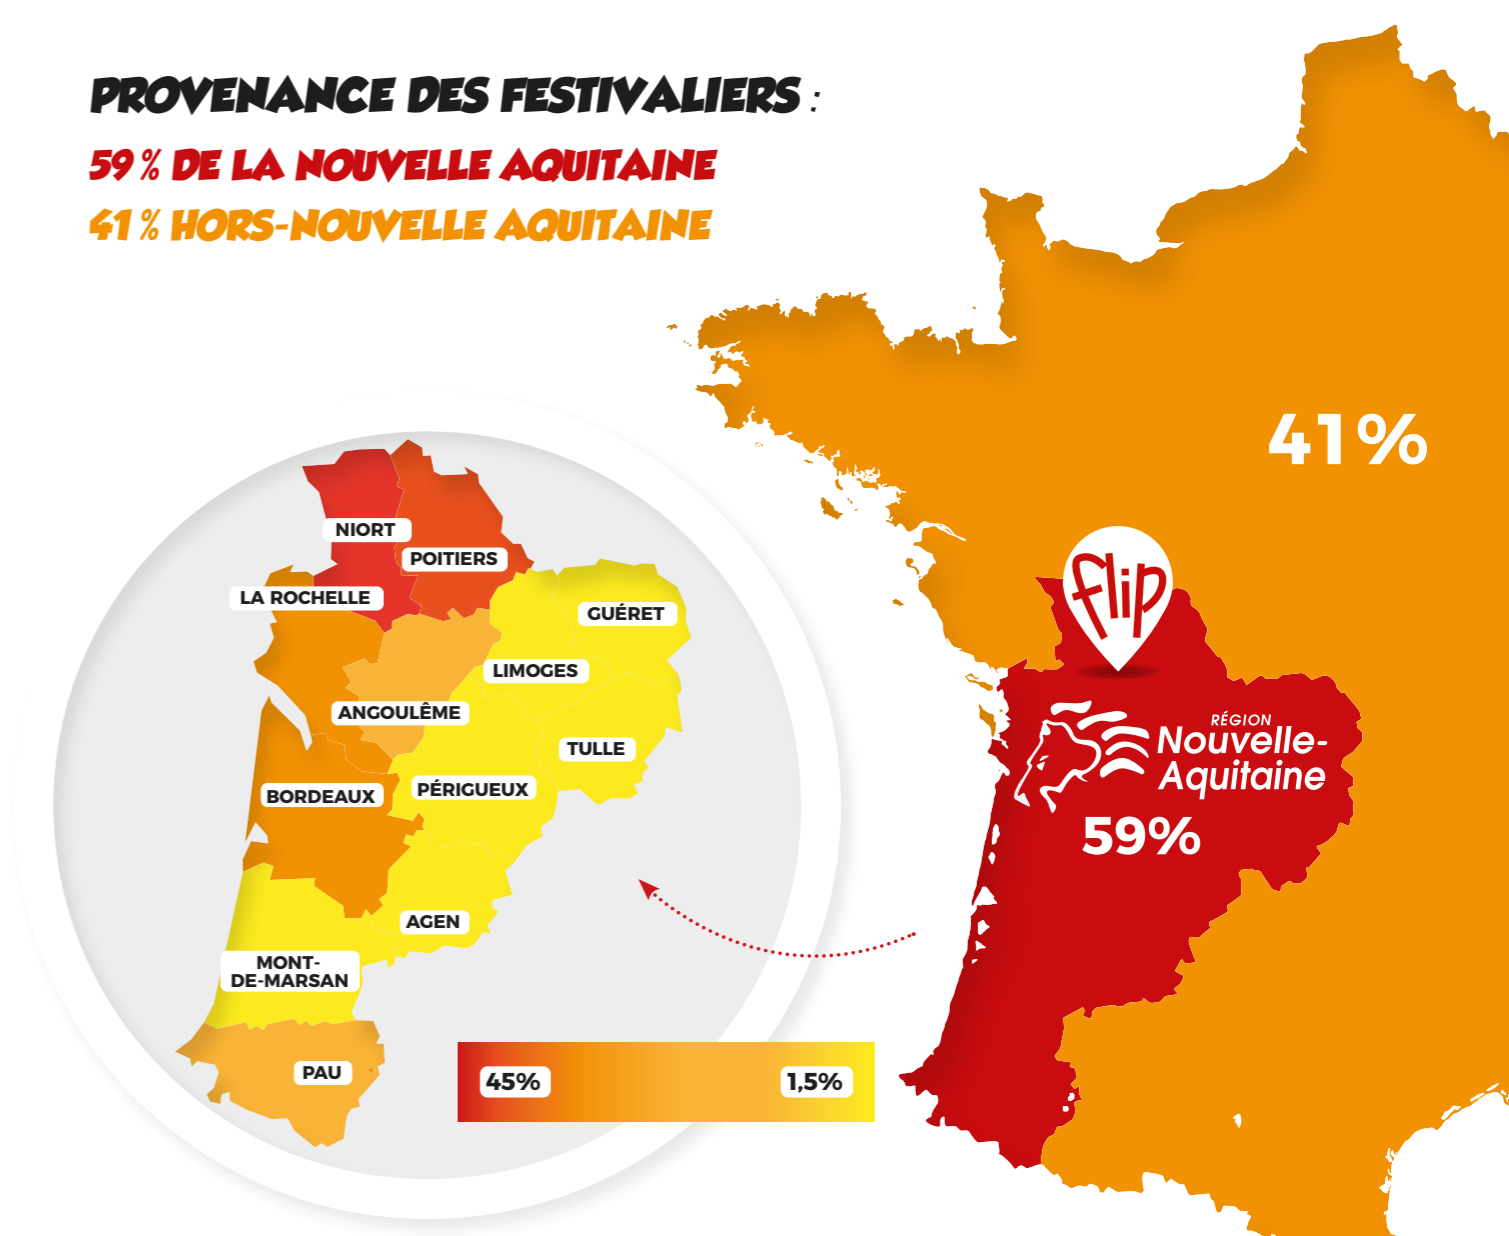 PROVENANCE DES FESTIVALIERS :
59 % DE LA NOUVELLE AQUITAINE
41 % HORS-NOUVELLE AQUITAINE
41%
NIORT
POITIERS
LA ROCHELLE
GUÉRET
LIMOGES
ANGOULÊME
TULLE
PÉRIGUEUX
BORDEAUX
AGEN
MONT-
DE-MARSAN
PAU
45%
1,5%
flip
RÉGION
Nouvelle-
Aquitaine
59%